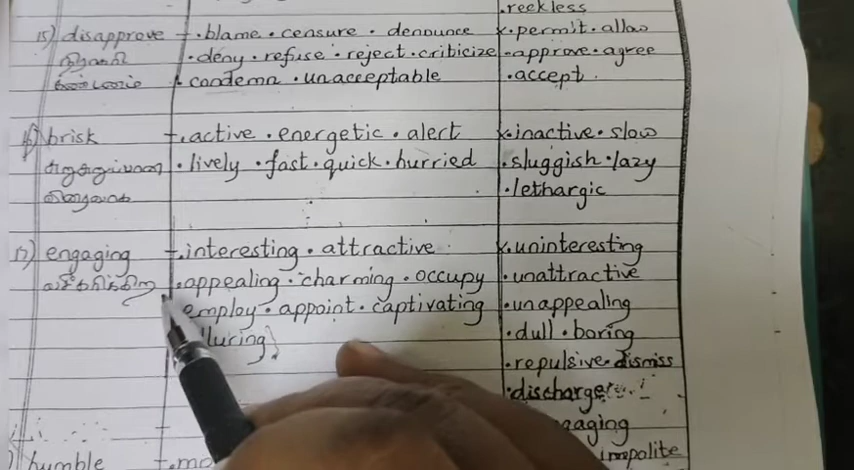 .reckless
15) disapprove - . blame . censure . denounce x . permit . allow
. deny . refuse . reject . criticize . approve . agree
. condemn . unacceptable . accept .
16) brisk - . active . energetic . alert x . inactive . slow
. lively . fast . quick . hurried . sluggish . lazy
. lethargic
17) engaging - . interesting . attractive x . uninteresting
. appealing . charming . occupy . unattractive
employ . appoint . captivating . unappealing
. dull . boring
. repulsive . dismiss
. discharge
humble impolite